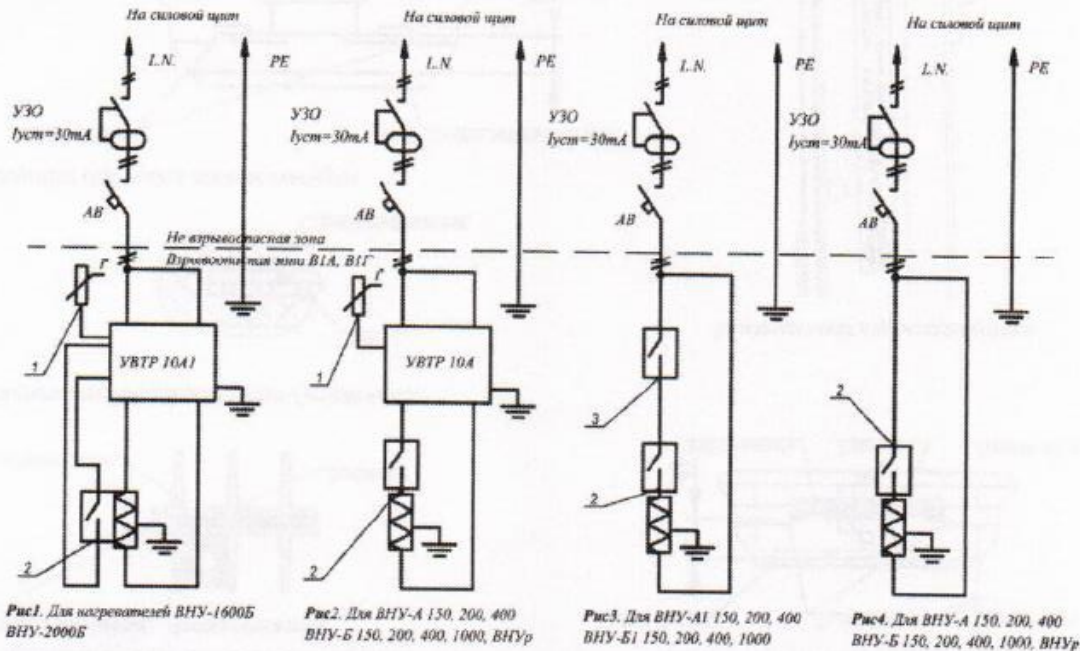 На силовой щит
На силовой щит
На силовой щит
На силовой щит
L.N.
PE
L.N.
PE
L.N.
PE
L.N.
PE
УЗО
Iуст=30mA
УЗО
Iуст=30mA
УЗО
Iуст=30mA
УЗО
Iуст=30mA
АВ
АВ
АВ
АВ
Не взрывоопасная зона
Взрывоопасная зона В1А, В1Г
t°
t°
1
УВТР 10А1
1
УВТР 10А
3
2
2
2
2
Рис1. Для нагревателей ВНУ-1600Б
ВНУ-2000Б
Рис2. Для ВНУ-А 150, 200, 400
ВНУ-Б 150, 200, 400, 1000, ВНУр
Рис3. Для ВНУ-А1 150, 200, 400
ВНУ-Б1 150, 200, 400, 1000
Рис4. Для ВНУ-А 150, 200, 400
ВНУ-Б 150, 200, 400, 1000, ВНУр